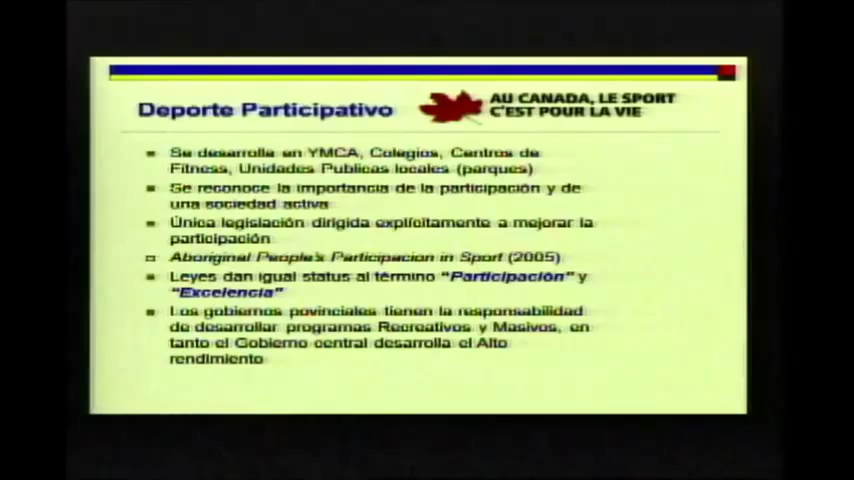 Deporte Participativo
AU CANADA, LE SPORT
C'EST POUR LA VIE
Se desarrolla en YMCA, Colegios, Centros de
Fitness, Unidades Publicas locales (parques)
Se reconoce la importancia de la participación y de
una sociedad activa
Única legislación dirigida explícitamente a mejorar la
participación
Aboriginal People's Participacion in Sport (2005)
Leyes dan igual status al término "Participación" y
"Excelencia"
Los gobiernos povinciales tienen la responsabilidad
de desarrollar programas Recreativos y Masivos, en
tanto el Gobierno central desarrolla el Alto
rendimiento